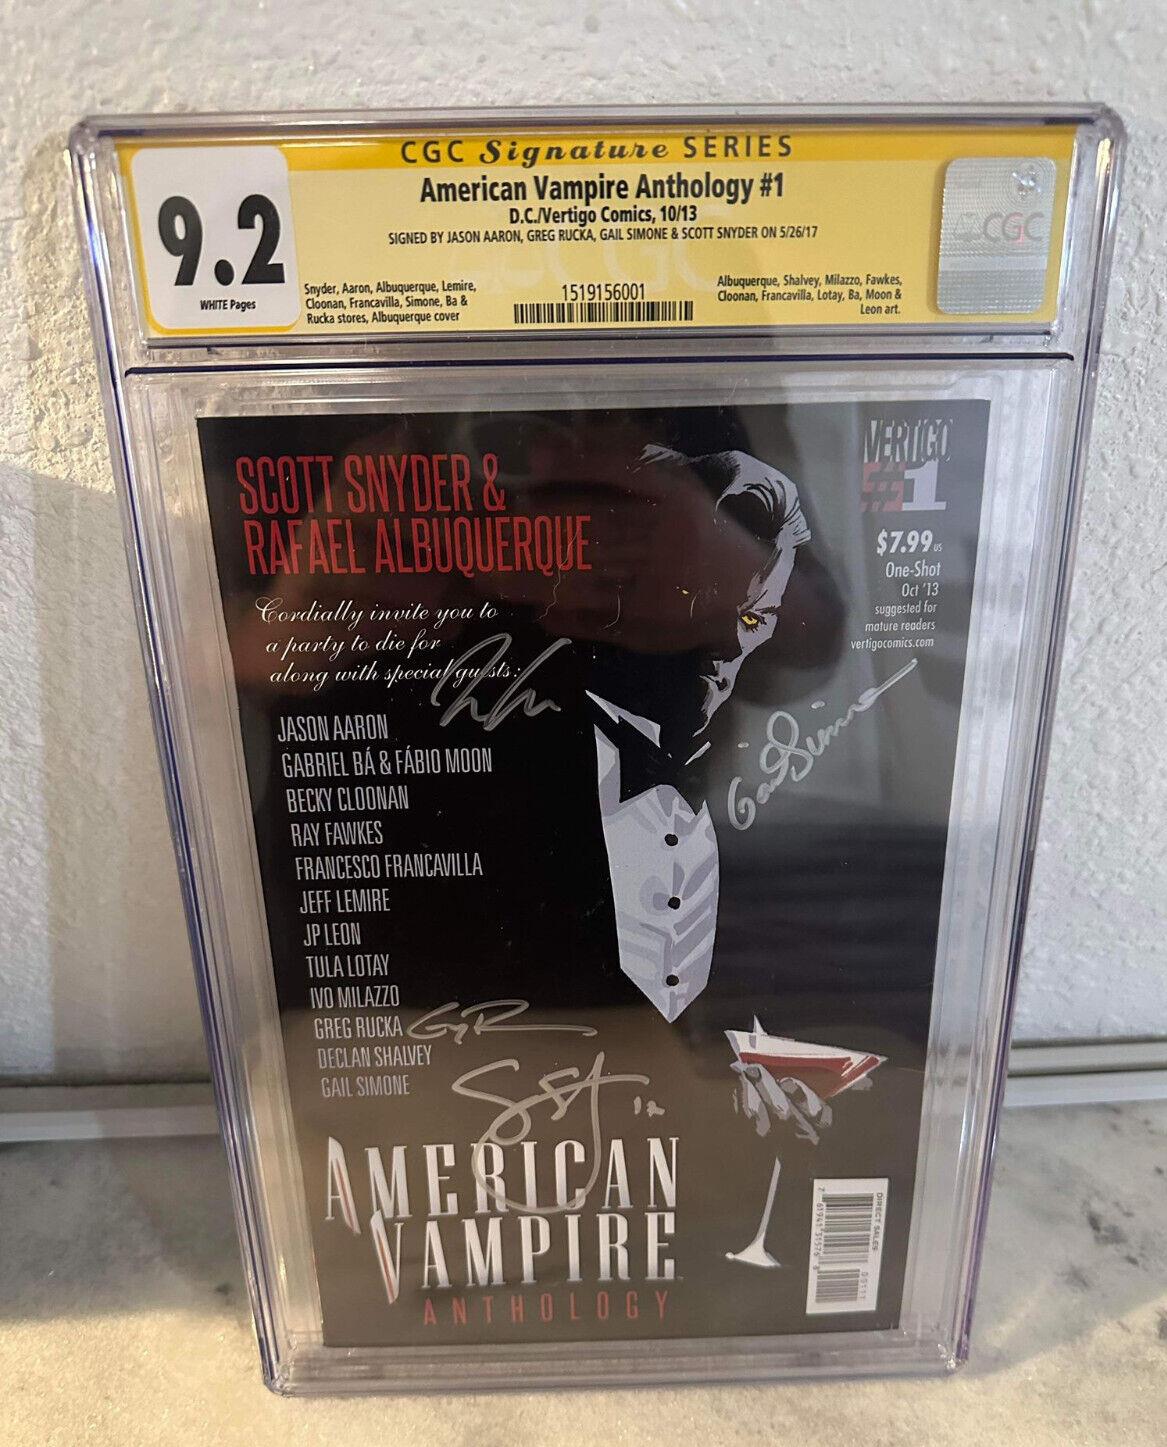 CGC Signature SERIES
American Vampire Anthology #1
D.C./Vertigo Comics, 10/13
SIGNED BY JASON AARON, GREG RUCKA, GAIL SIMONE & SCOTT SNYDER ON 5/26/17
9.2
WHITE Pages
Snyder, Aaron, Albuquerque, Lemire,
Cloonan, Francavilla, Simone, Ba &
Rucka stores, Albuquerque cover
1519156001
Albuquerque, Shalvey, Milazzo, Fawkes,
Cloonan, Francavilla, Lotay, Ba, Moon &
Leon art.
CGC
SCOTT SNYDER &
RAFAEL ALBUQUERQUE
Cordially invite you to
a party to die for
along with special guests:
VERTIGO
#1
$7.99 US
One-Shot
Oct '13
suggested for
mature readers
vertigocomics.com
JASON AARON
GABRIEL BÁ & FÁBIO MOON
BECKY CLOONAN
RAY FAWKES
FRANCESCO FRANCAVILLA
JEFF LEMIRE
JP LEON
TULA LOTAY
IVO MILAZZO
GREG RUCKA
DECLAN SHALVEY
GAIL SIMONE
Gail Simone
AMERICAN
VAMPIRE
ANTHOLOGY
DIRECT SALES
00111